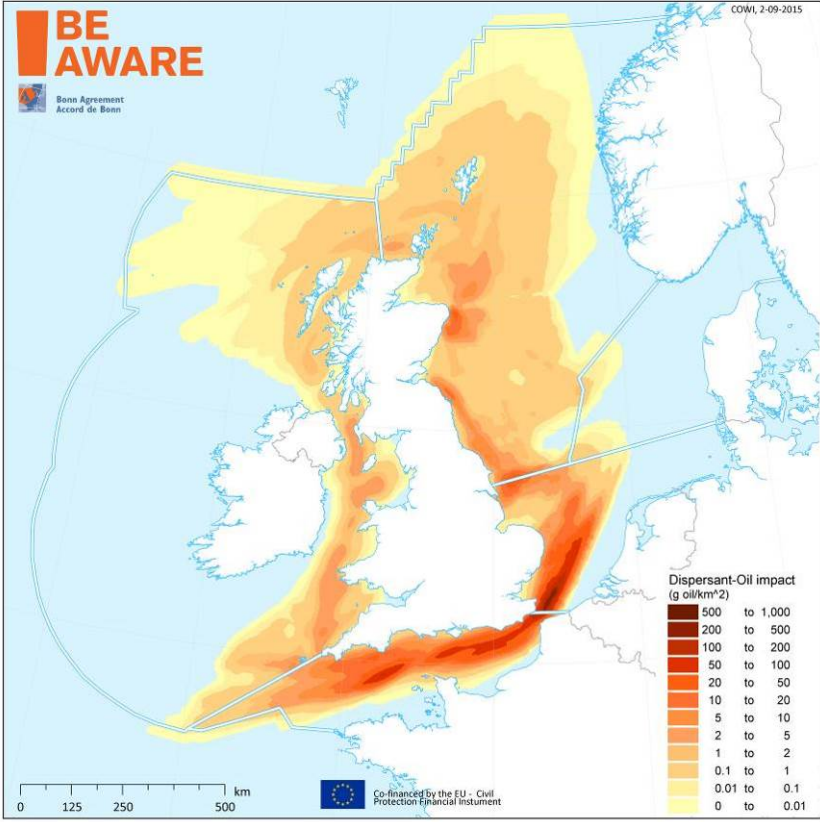 COWI, 2-09-2015
BE
AWARE
Bonn Agreement
Accord de Bonn
Dispersant-Oil impact
(g oil/km^2)
500 to 1,000
200 to 500
100 to 200
50 to 100
20 to 50
10 to 20
5 to 10
2 to 5
1 to 2
0.1 to 1
0.01 to 0.1
0 to 0.01
km
0 125 250 500
Co-financed by the EU - Civil
Protection Financial Instument